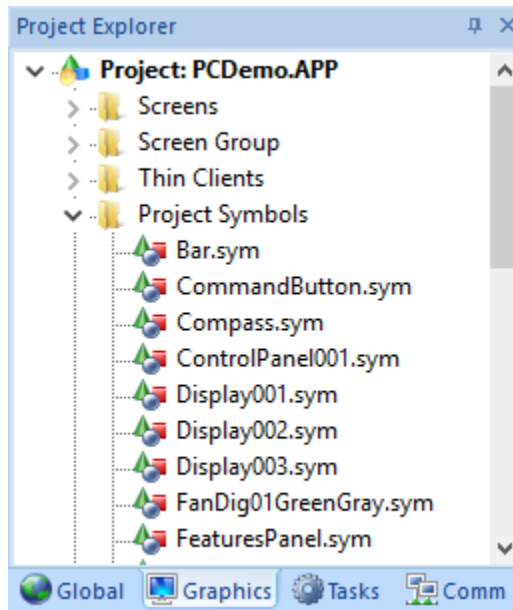 Project Explorer
Project: PCDemo.APP
Screens
Screen Group
Thin Clients
Project Symbols
Bar.sym
CommandButton.sym
Compass.sym
ControlPanel001.sym
Display001.sym
Display002.sym
Display003.sym
FanDig01GreenGray.sym
FeaturesPanel.sym
Global Graphics Tasks Comm